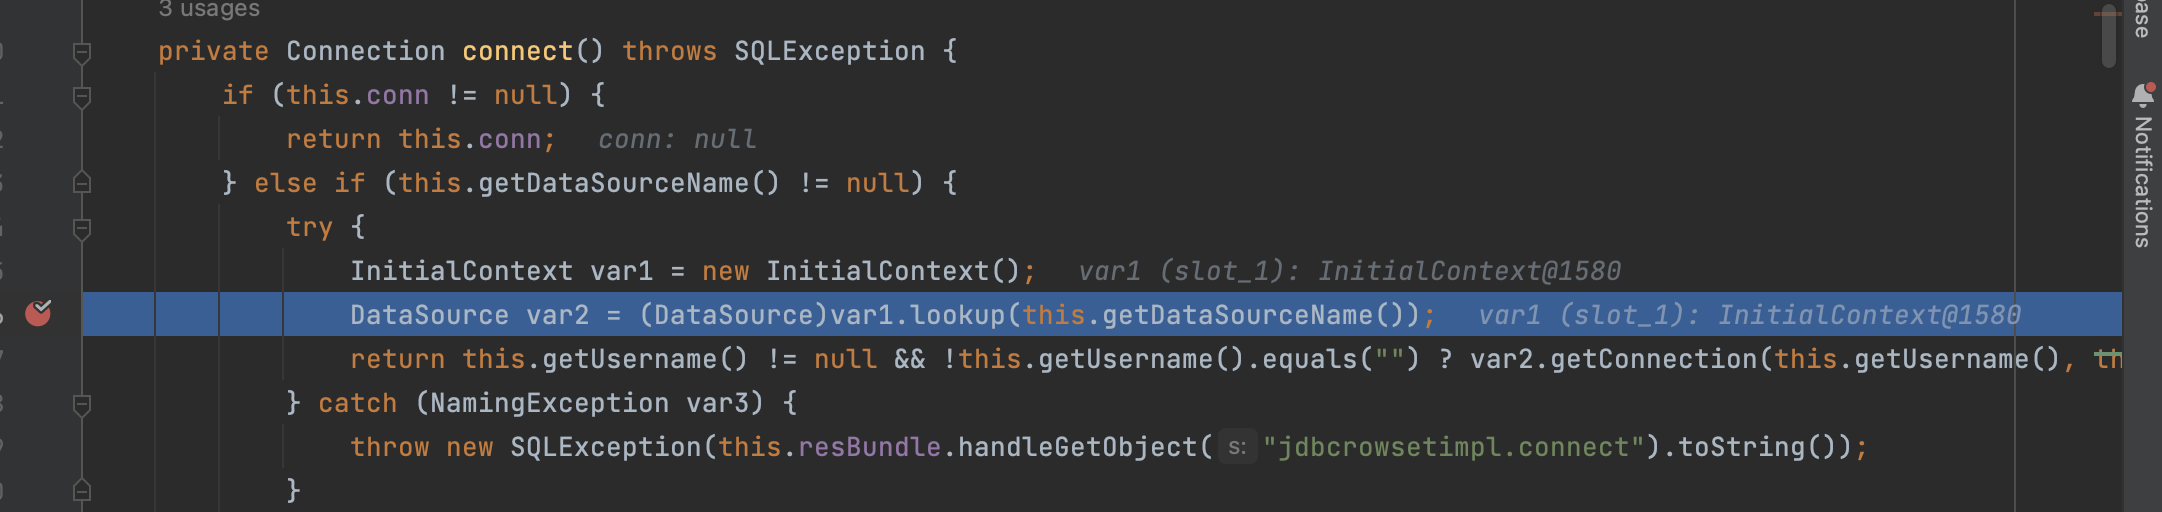 3 usages
private Connection connect() throws SQLException {
if (this.conn != null) {
return this.conn; conn: null
} else if (this.getDataSourceName() != null) {
try {
InitialContext var1 = new InitialContext(); var1 (slot_1): InitialContext@1580
DataSource var2 = (DataSource)var1.lookup(this.getDataSourceName()); var1 (slot_1): InitialContext@1580
return this.getUsername() != null && !this.getUsername().equals("") ? var2.getConnection(this.getUsername(), th
} catch (NamingException var3) {
throw new SQLException(this.resBundle.handleGetObject( s: "jdbcrowsetimpl.connect").toString());
}
Notifications